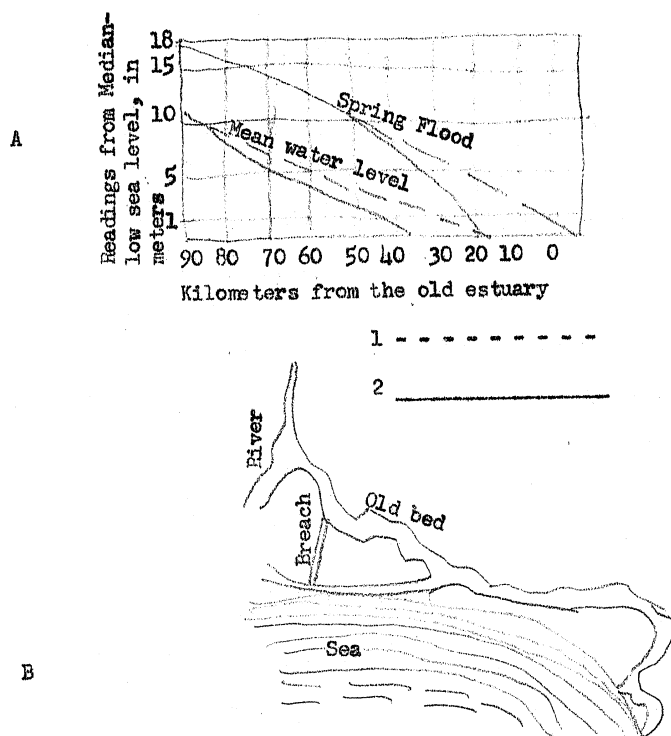 A
Readings from Median-
low sea level, in
meters
18
15
10
5
1
Spring Flood
Mean water level
90 80 70 60 50 40 30 20 10 0
Kilometers from the old estuary
1
2
River
Breach
Old bed
Sea
B